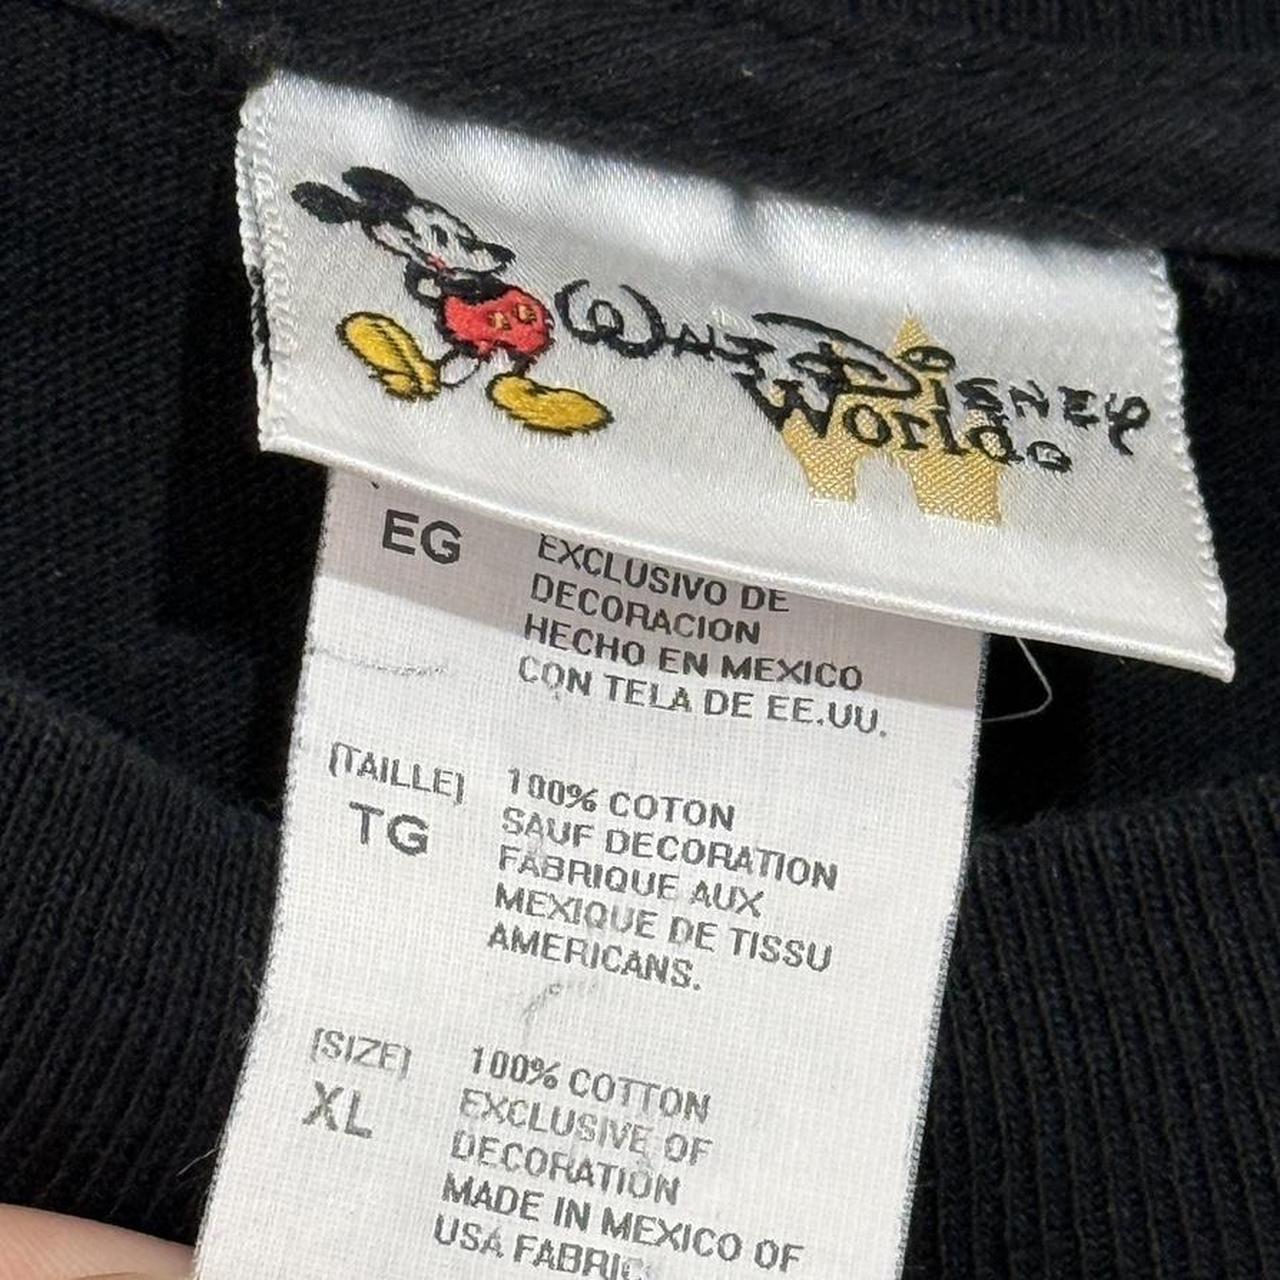 Walt Disney
World
EG
EXCLUSIVO DE
DECORACION
HECHO EN MEXICO
CON TELA DE EE.UU.
[TAILLE]
TG
100% COTON
SAUF DECORATION
FABRIQUE AUX
MEXIQUE DE TISSU
AMERICANS.
[SIZE]
XL
100% COTTON
EXCLUSIVE OF
DECORATION
MADE IN MEXICO OF
USA FABRIC